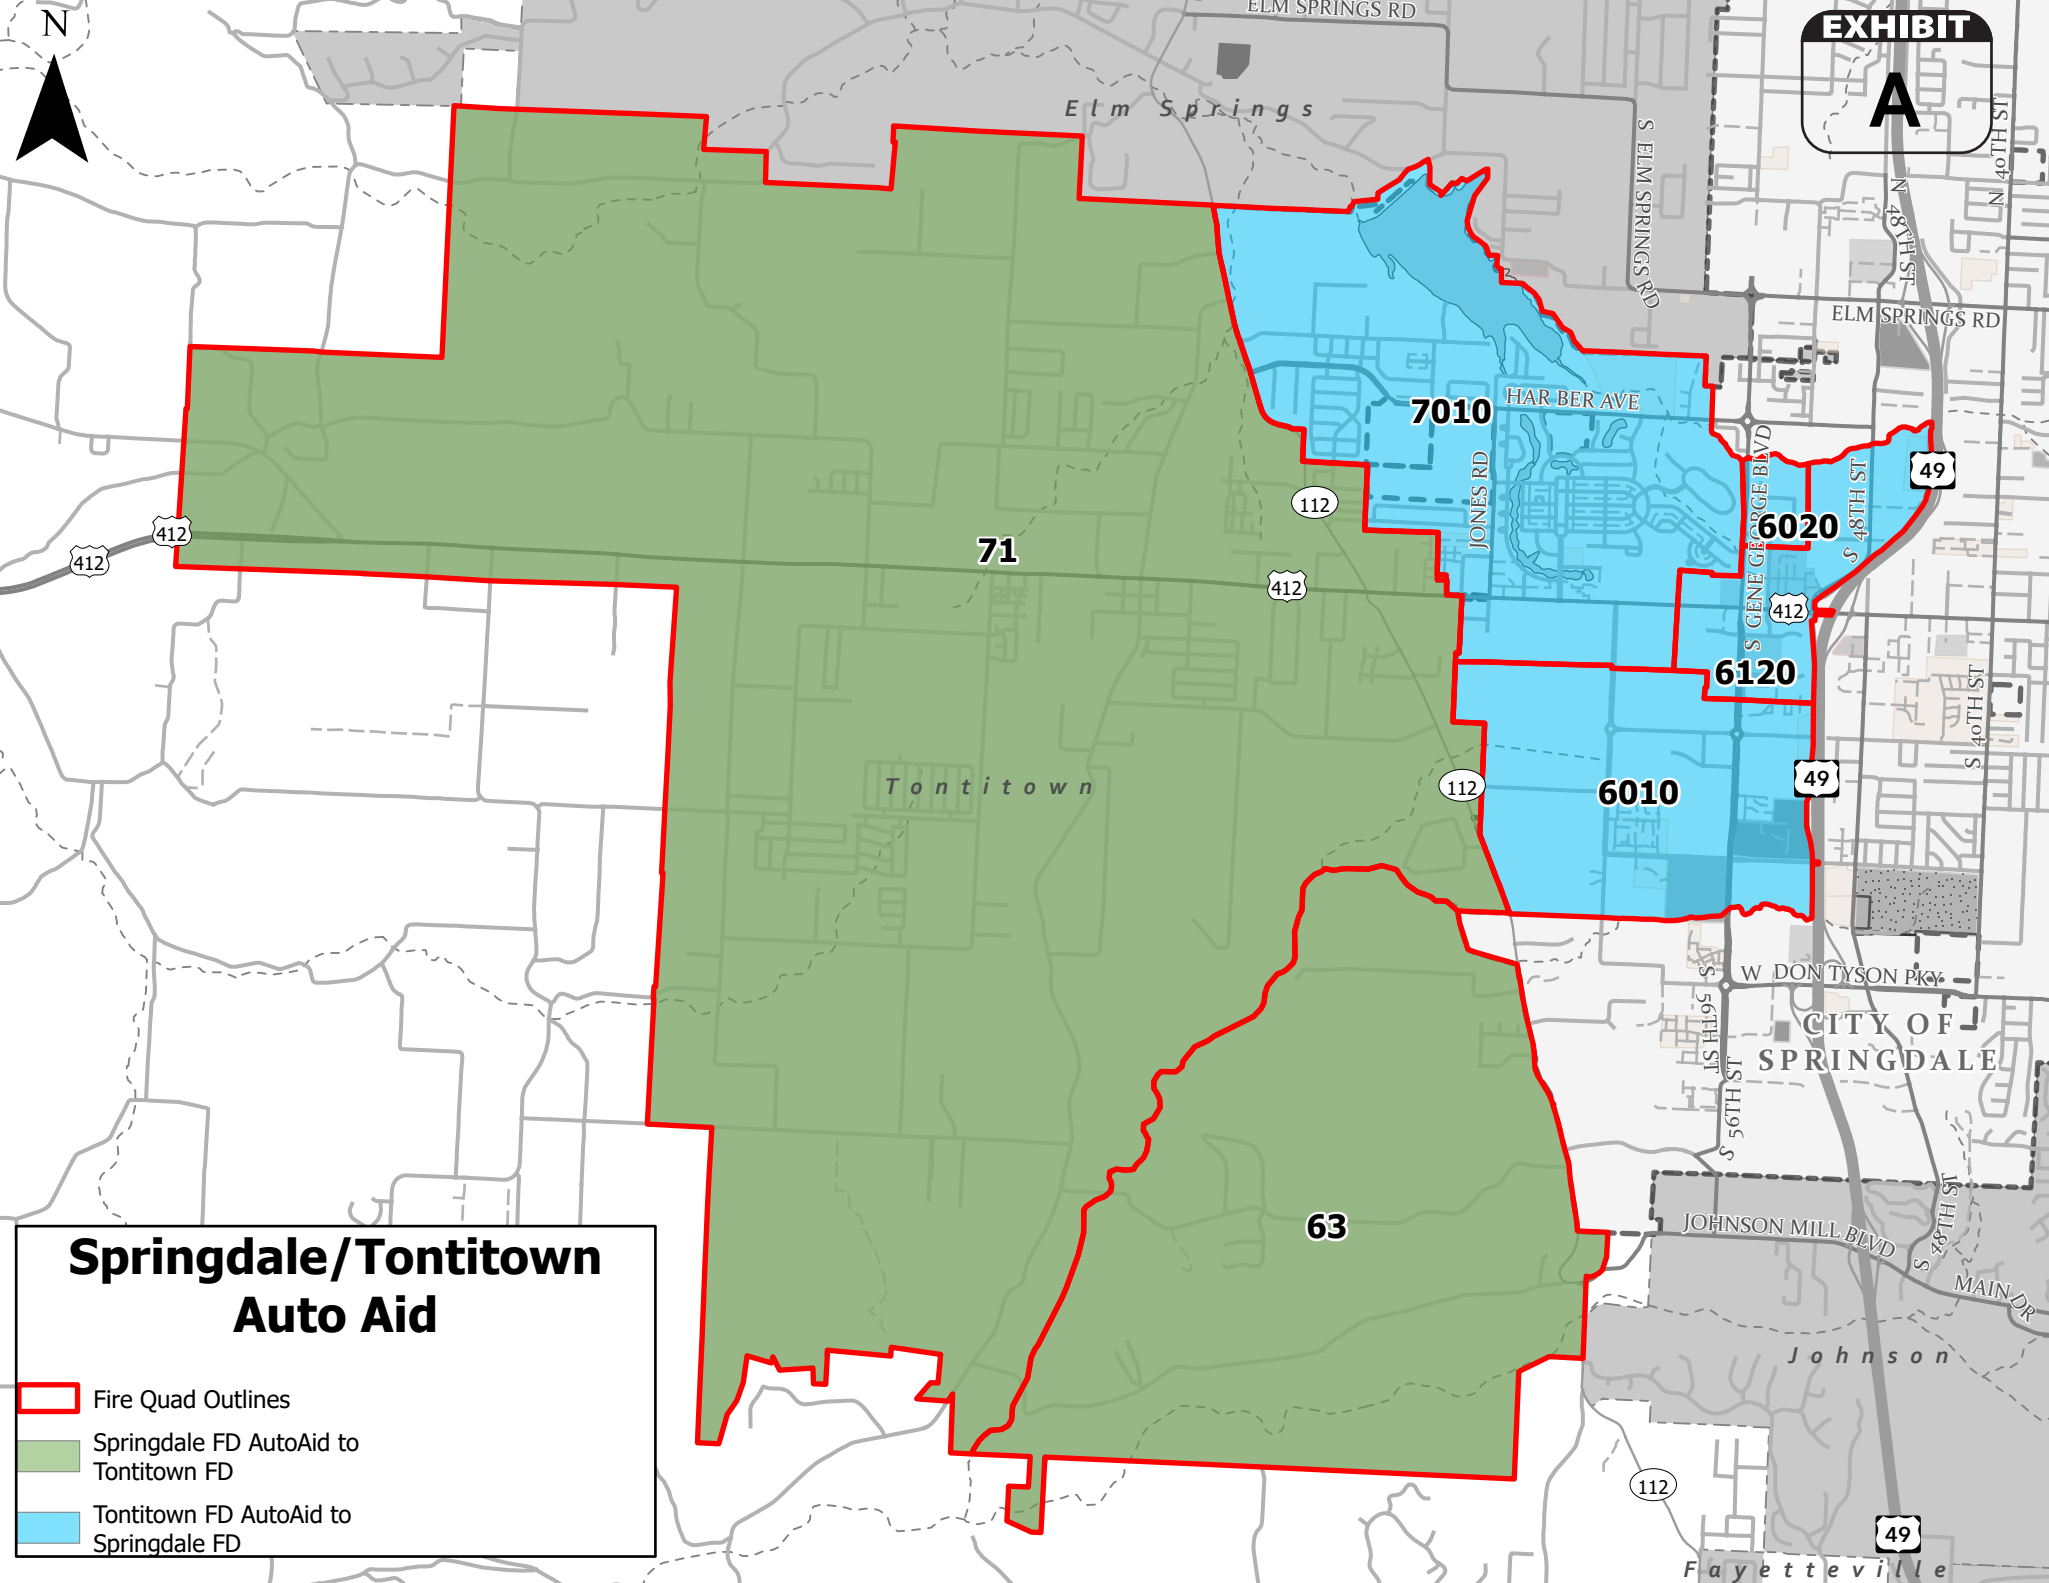 N
ELM SPRINGS RD
EXHIBIT
A
Elm Springs
S ELM SPRINGS RD
N 40TH ST
N 48TH ST
ELM SPRINGS RD
HAR BER AVE
7010
JONES RD
S GENE GEORGE BLVD
6020
S 48TH ST
49
112
412
412
71
412
412
6120
S 40TH ST
Tontitown
112
6010
49
W DON TYSON PKY
S 56TH ST
CITY OF
SPRINGDALE
S 56TH ST
63
JOHNSON MILL BLVD
S 48TH ST
MAIN DR
Johnson
112
49
Fayetteville
Springdale/Tontitown
Auto Aid
Fire Quad Outlines
Springdale FD AutoAid to
Tontitown FD
Tontitown FD AutoAid to
Springdale FD